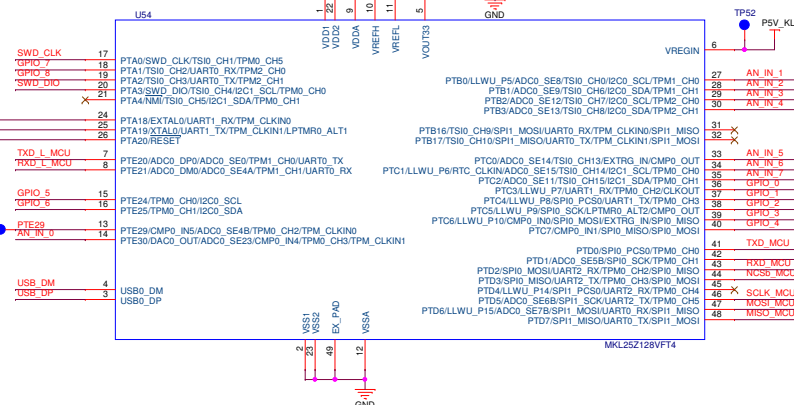 U54
GND
TP52
P5V_KL
1 22 9 10 11 5
VDD1 VDD2 VDDA VREFH VREFL VOUT33
VREGIN 6
SWD_CLK 17 PTA0/SWD_CLK/TSI0_CH1/TPM0_CH5
GPIO_7 18 PTA1/TSI0_CH2/UART0_RX/TPM2_CH0
GPIO_8 19 PTA2/TSI0_CH3/UART0_TX/TPM2_CH1
SWD_DIO 20 PTA3/SWD_DIO/TSI0_CH4/I2C1_SCL/TPM0_CH0
21 PTA4/NMI/TSI0_CH5/I2C1_SDA/TPM0_CH1
24 PTA18/EXTAL0/UART1_RX/TPM_CLKIN0
25 PTA19/XTAL0/UART1_TX/TPM_CLKIN1/LPTMR0_ALT1
26 PTA20/RESET
TXD_L_MCU 7 PTE20/ADC0_DP0/ADC0_SE0/TPM1_CH0/UART0_TX
RXD_L_MCU 8 PTE21/ADC0_DM0/ADC0_SE4A/TPM1_CH1/UART0_RX
GPIO_5 15 PTE24/TPM0_CH0/I2C0_SCL
GPIO_6 16 PTE25/TPM0_CH1/I2C0_SDA
PTE29 13 PTE29/CMP0_IN5/ADC0_SE4B/TPM0_CH2/TPM_CLKIN0
AN_IN_0 14 PTE30/DAC0_OUT/ADC0_SE23/CMP0_IN4/TPM0_CH3/TPM_CLKIN1
USB_DM 4 USB0_DM
USB_DP 3 USB0_DP
PTB0/LLWU_P5/ADC0_SE8/TSI0_CH0/I2C0_SCL/TPM1_CH0 27 AN_IN_1
PTB1/ADC0_SE9/TSI0_CH6/I2C0_SDA/TPM1_CH1 28 AN_IN_2
PTB2/ADC0_SE12/TSI0_CH7/I2C0_SCL/TPM2_CH0 29 AN_IN_3
PTB3/ADC0_SE13/TSI0_CH8/I2C0_SDA/TPM2_CH1 30 AN_IN_4
PTB16/TSI0_CH9/SPI1_MOSI/UART0_RX/TPM_CLKIN0/SPI1_MISO 31
PTB17/TSI0_CH10/SPI1_MISO/UART0_TX/TPM_CLKIN1/SPI1_MOSI 32
PTC0/ADC0_SE14/TSI0_CH13/EXTRG_IN/CMP0_OUT 33 AN_IN_5
PTC1/LLWU_P6/RTC_CLKIN/ADC0_SE15/TSI0_CH14/I2C1_SCL/TPM0_CH0 34 AN_IN_6
PTC2/ADC0_SE11/TSI0_CH15/I2C1_SDA/TPM0_CH1 35 AN_IN_7
PTC3/LLWU_P7/UART1_RX/TPM0_CH2/CLKOUT 36 GPIO_0
PTC4/LLWU_P8/SPI0_PCS0/UART1_TX/TPM0_CH3 37 GPIO_1
PTC5/LLWU_P9/SPI0_SCK/LPTMR0_ALT2/CMP0_OUT 38 GPIO_2
PTC6/LLWU_P10/CMP0_IN0/SPI0_MOSI/EXTRG_IN/SPI0_MISO 39 GPIO_3
PTC7/CMP0_IN1/SPI0_MISO/SPI0_MOSI 40 GPIO_4
PTD0/SPI0_PCS0/TPM0_CH0 41 TXD_MCU
PTD1/ADC0_SE5B/SPI0_SCK/TPM0_CH1 42
PTD2/SPI0_MOSI/UART2_RX/TPM0_CH2/SPI0_MISO 43 RXD_MCU
PTD3/SPI0_MISO/UART2_TX/TPM0_CH3/SPI0_MOSI 44 NCSb_MCU
PTD4/LLWU_P14/SPI1_PCS0/UART2_RX/TPM0_CH4 45
PTD5/ADC0_SE6B/SPI1_SCK/UART2_TX/TPM0_CH5 46 SCLK_MCU
PTD6/LLWU_P15/ADC0_SE7B/SPI1_MOSI/UART0_RX/SPI1_MISO 47 MOSI_MCU
PTD7/SPI1_MISO/UART0_TX/SPI1_MOSI 48 MISO_MCU
VSS1 VSS2 EX_PAD VSSA
2 23 49 12
MKL25Z128VFT4
GND